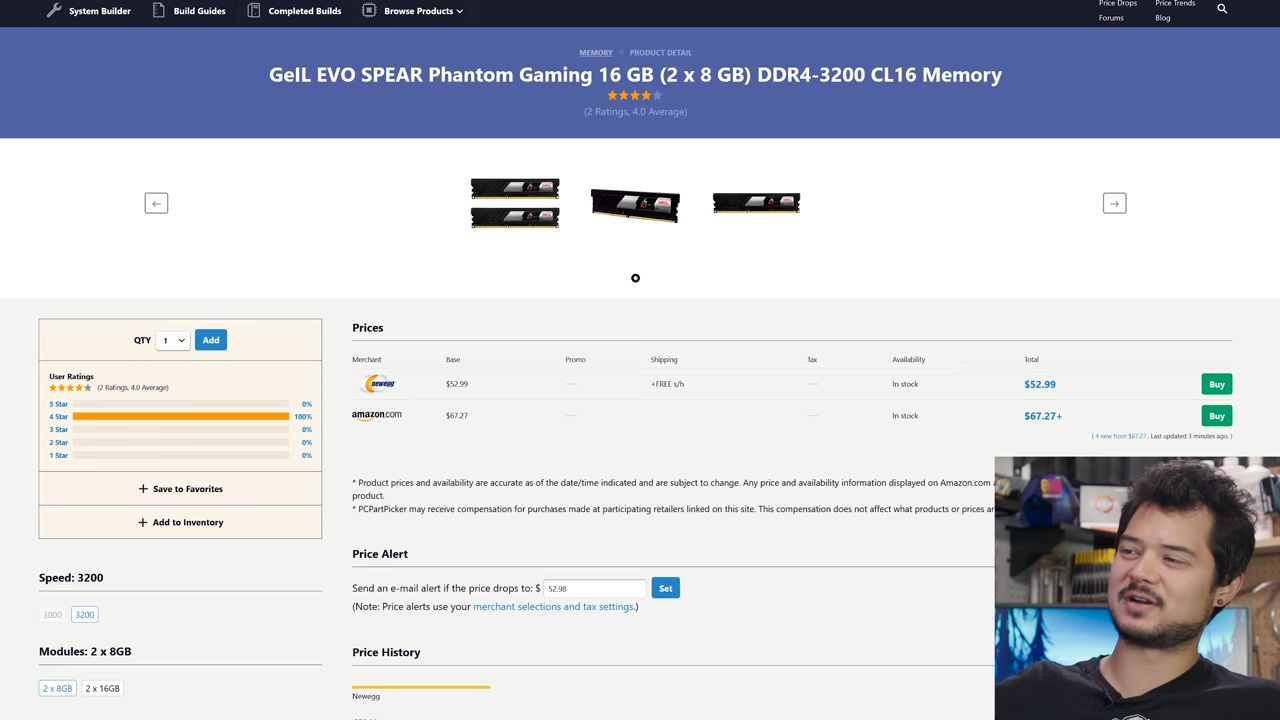 System Builder
Build Guides
Completed Builds
Browse Products
Price Drops
Price Trends
Forums
Blog
MEMORY
PRODUCT DETAIL
GeIL EVO SPEAR Phantom Gaming 16 GB (2 x 8 GB) DDR4-3200 CL16 Memory
(2 Ratings, 4.0 Average)
QTY 1 Add
User Ratings
(2 Ratings, 4.0 Average)
5 Star 0%
4 Star 100%
3 Star 0%
2 Star 0%
1 Star 0%
+ Save to Favorites
+ Add to Inventory
Speed: 3200
3000 3200
Modules: 2 x 8GB
2 x 8GB 2 x 16GB
Prices
Merchant Base Promo Shipping Tax Availability Total
newegg $52.99 — +FREE s/h — In stock $52.99 Buy
amazon.com $67.27 — — In stock $67.27+ Buy
( 4 new from $67.27 . Last updated 3 minutes ago. )
* Product prices and availability are accurate as of the date/time indicated and are subject to change. Any price and availability information displayed on Amazon.com
product.
* PCPartPicker may receive compensation for purchases made at participating retailers linked on this site. This compensation does not affect what products or prices
Price Alert
Send an e-mail alert if the price drops to: $ 52.98 Set
(Note: Price alerts use your merchant selections and tax settings.)
Price History
Newegg